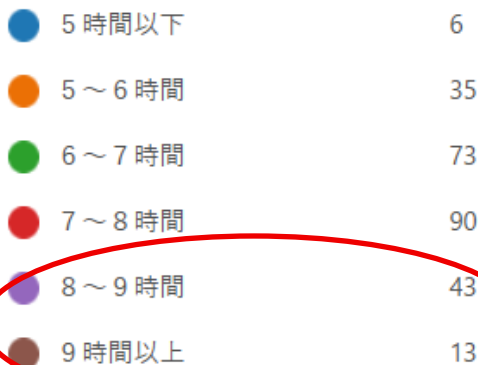 5 時間以下 6
5 ～ 6 時間 35
6 ～ 7 時間 73
7 ～ 8 時間 90
8 ～ 9 時間 43
9 時間以上 13